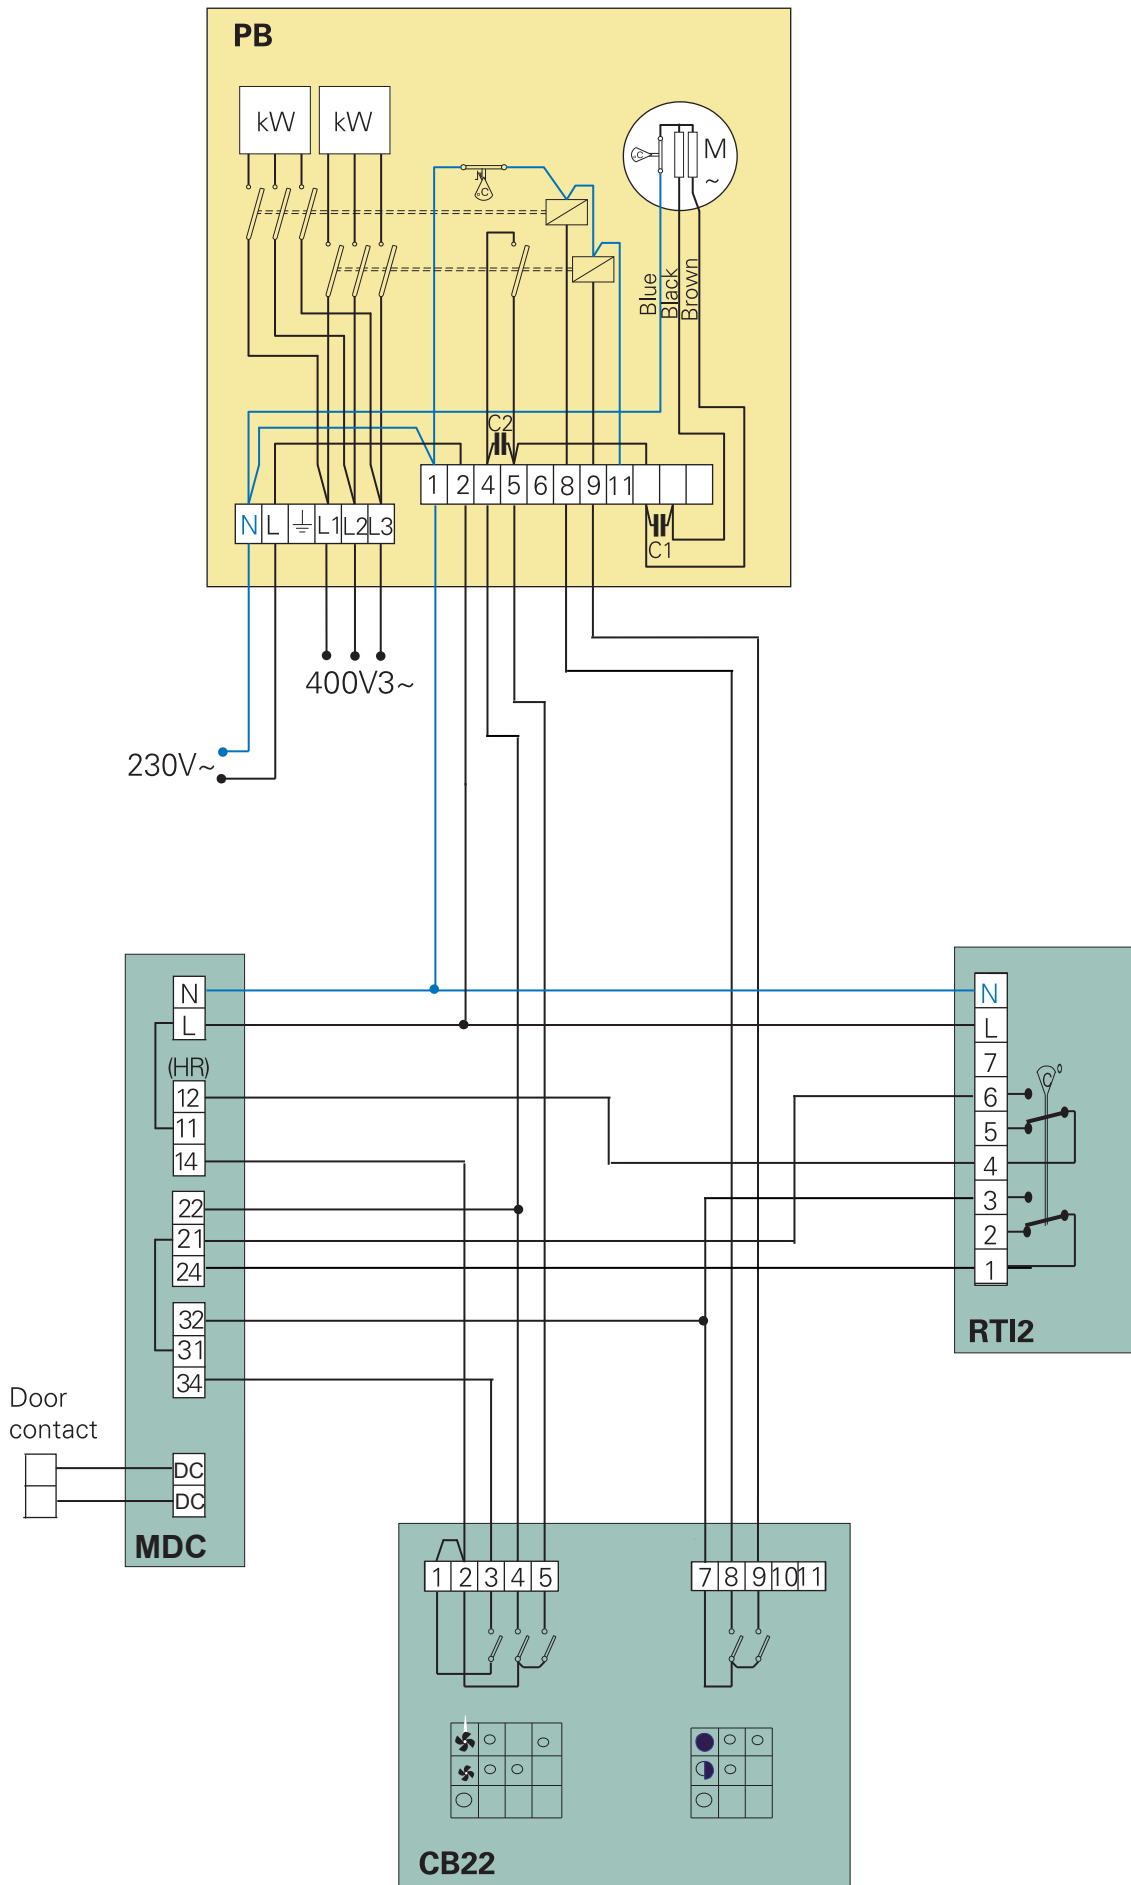 PB
kW kW
°C
°C
M
~
Blue
Black
Brown
C2
1 2 4 5 6 8 9 11
N L L1 L2 L3
C1
400V3~
230V~
N
L
(HR)
12
11
14
22
21
24
32
31
34
DC
DC
MDC
Door
contact
N
L
7
6
5
4
3
2
1
C°
RTI2
1 2 3 4 5
7 8 9 10 11
CB22